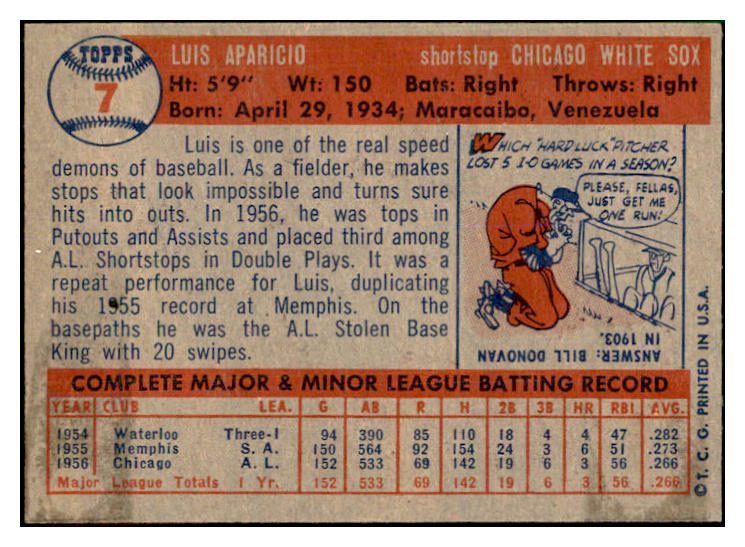 TOPPS
7
LUIS APARICIO shortstop CHICAGO WHITE SOX
Ht: 5'9" Wt: 150 Bats: Right Throws: Right
Born: April 29, 1934; Maracaibo, Venezuela
Luis is one of the real speed
demons of baseball. As a fielder, he makes
stops that look impossible and turns sure
hits into outs. In 1956, he was tops in
Putouts and Assists and placed third among
A.L. Shortstops in Double Plays. It was a
repeat performance for Luis, duplicating
his 1955 record at Memphis. On the
basepaths he was the A.L. Stolen Base
King with 20 swipes.
WHICH "HARD LUCK" PITCHER
LOST 5 1-0 GAMES IN A SEASON?
PLEASE, FELLAS,
JUST GET ME
ONE RUN!
ANSWER: BILL DONOVAN
IN 1903.
COMPLETE MAJOR & MINOR LEAGUE BATTING RECORD
YEAR CLUB LEA. G AB R H 2B 3B HR RBI AVG.
1954 Waterloo Three-I 94 390 85 110 18 4 4 47 .282
1955 Memphis S. A. 150 564 92 154 24 3 6 51 .273
1956 Chicago A. L. 152 533 69 142 19 6 3 56 .266
Major League Totals 1 Yr. 152 533 69 142 19 6 3 56 .266
© T. C. G. PRINTED IN U.S.A.